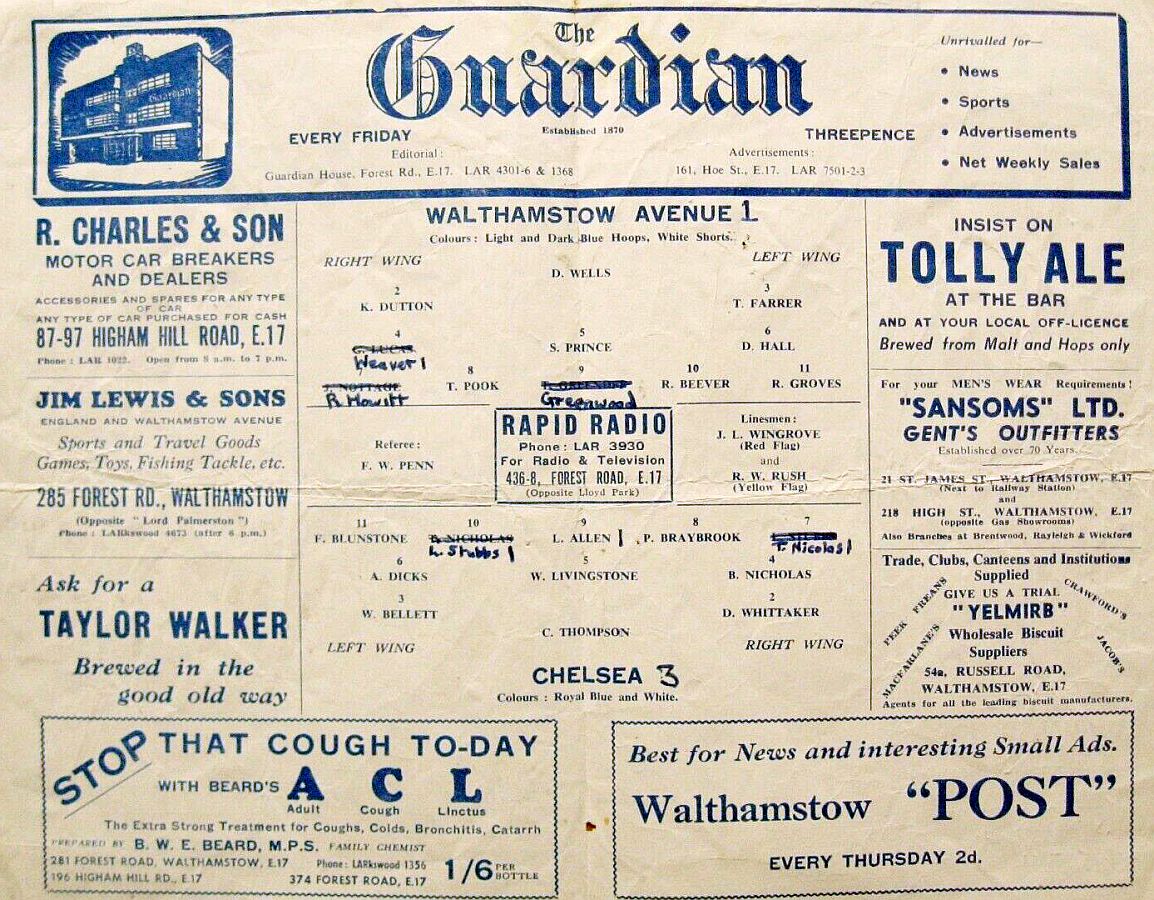 The
Guardian
Guardian
EVERY FRIDAY
Established 1870
THREEPENCE
Editorial :
Guardian House, Forest Rd., E.17. LAR 4301-6 & 1368
Advertisements :
161, Hoe St., E.17. LAR 7501-2-3
Unrivalled for—
• News
• Sports
• Advertisements
• Net Weekly Sales
R. CHARLES & SON
MOTOR CAR BREAKERS
AND DEALERS
ACCESSORIES AND SPARES FOR ANY TYPE
OF CAR
ANY TYPE OF CAR PURCHASED FOR CASH
87-97 HIGHAM HILL ROAD, E.17
Phone : LAR 1022. Open from 8 a.m. to 7 p.m.
JIM LEWIS & SONS
ENGLAND AND WALTHAMSTOW AVENUE
Sports and Travel Goods
Games, Toys, Fishing Tackle, etc.
285 FOREST RD., WALTHAMSTOW
(Opposite " Lord Palmerston ")
Phone : LARkswood 4673 (after 6 p.m.)
Ask for a
TAYLOR WALKER
Brewed in the
good old way
WALTHAMSTOW AVENUE 1
Colours : Light and Dark Blue Hoops, White Shorts.
RIGHT WING
LEFT WING
D. WELLS
2
3
K. DUTTON
T. FARRER
4
5
6
G. LUCAS
S. PRINCE
D. HALL
Weaver 1
8
9
10
11
J. NOTTAGE
T. POOK
R. BEEVER
R. GROVES
R. Howitt
Greenwood
Referee :
F. W. PENN
RAPID RADIO
Phone : LAR 3930
For Radio & Television
436-8, FOREST ROAD, E.17
(Opposite Lloyd Park)
Linesmen :
J. L. WINGROVE
(Red Flag)
and
R. W. RUSH
(Yellow Flag)
11
10
9
8
7
F. BLUNSTONE
B. NICHOLAS
L. ALLEN 1
P. BRAYBROOK
L. Stubbs 1
T. Nicolas 1
6
5
4
A. DICKS
W. LIVINGSTONE
B. NICHOLAS
3
2
W. BELLETT
D. WHITTAKER
C. THOMPSON
LEFT WING
RIGHT WING
CHELSEA 3
Colours : Royal Blue and White.
INSIST ON
TOLLY ALE
AT THE BAR
AND AT YOUR LOCAL OFF-LICENCE
Brewed from Malt and Hops only
For your MEN'S WEAR Requirements !
"SANSOMS" LTD.
GENT'S OUTFITTERS
Established over 70 Years.
21 ST. JAMES ST., WALTHAMSTOW, E.17
(Next to Railway Station)
and
218 HIGH ST., WALTHAMSTOW, E.17
(opposite Gas Showrooms)
Also Branches at Brentwood, Rayleigh & Wickford
Trade, Clubs, Canteens and Institutions
Supplied
GIVE US A TRIAL
PEEK FREANS
CRAWFORD'S
"YELMIRB"
MACFARLANE'S
JACOB'S
Wholesale Biscuit
Suppliers
54a, RUSSELL ROAD,
WALTHAMSTOW, E.17
Agents for all the leading biscuit manufacturers.
STOP THAT COUGH TO-DAY
WITH BEARD'S A C L
Adult Cough Linctus
The Extra Strong Treatment for Coughs, Colds, Bronchitis, Catarrh
PREPARED BY B. W. E. BEARD, M.P.S. FAMILY CHEMIST
281 FOREST ROAD, WALTHAMSTOW, E.17 Phone: LARkswood 1356
196 HIGHAM HILL RD., E.17 374 FOREST ROAD, E.17
1/6 PER BOTTLE
Best for News and interesting Small Ads.
Walthamstow "POST"
EVERY THURSDAY 2d.